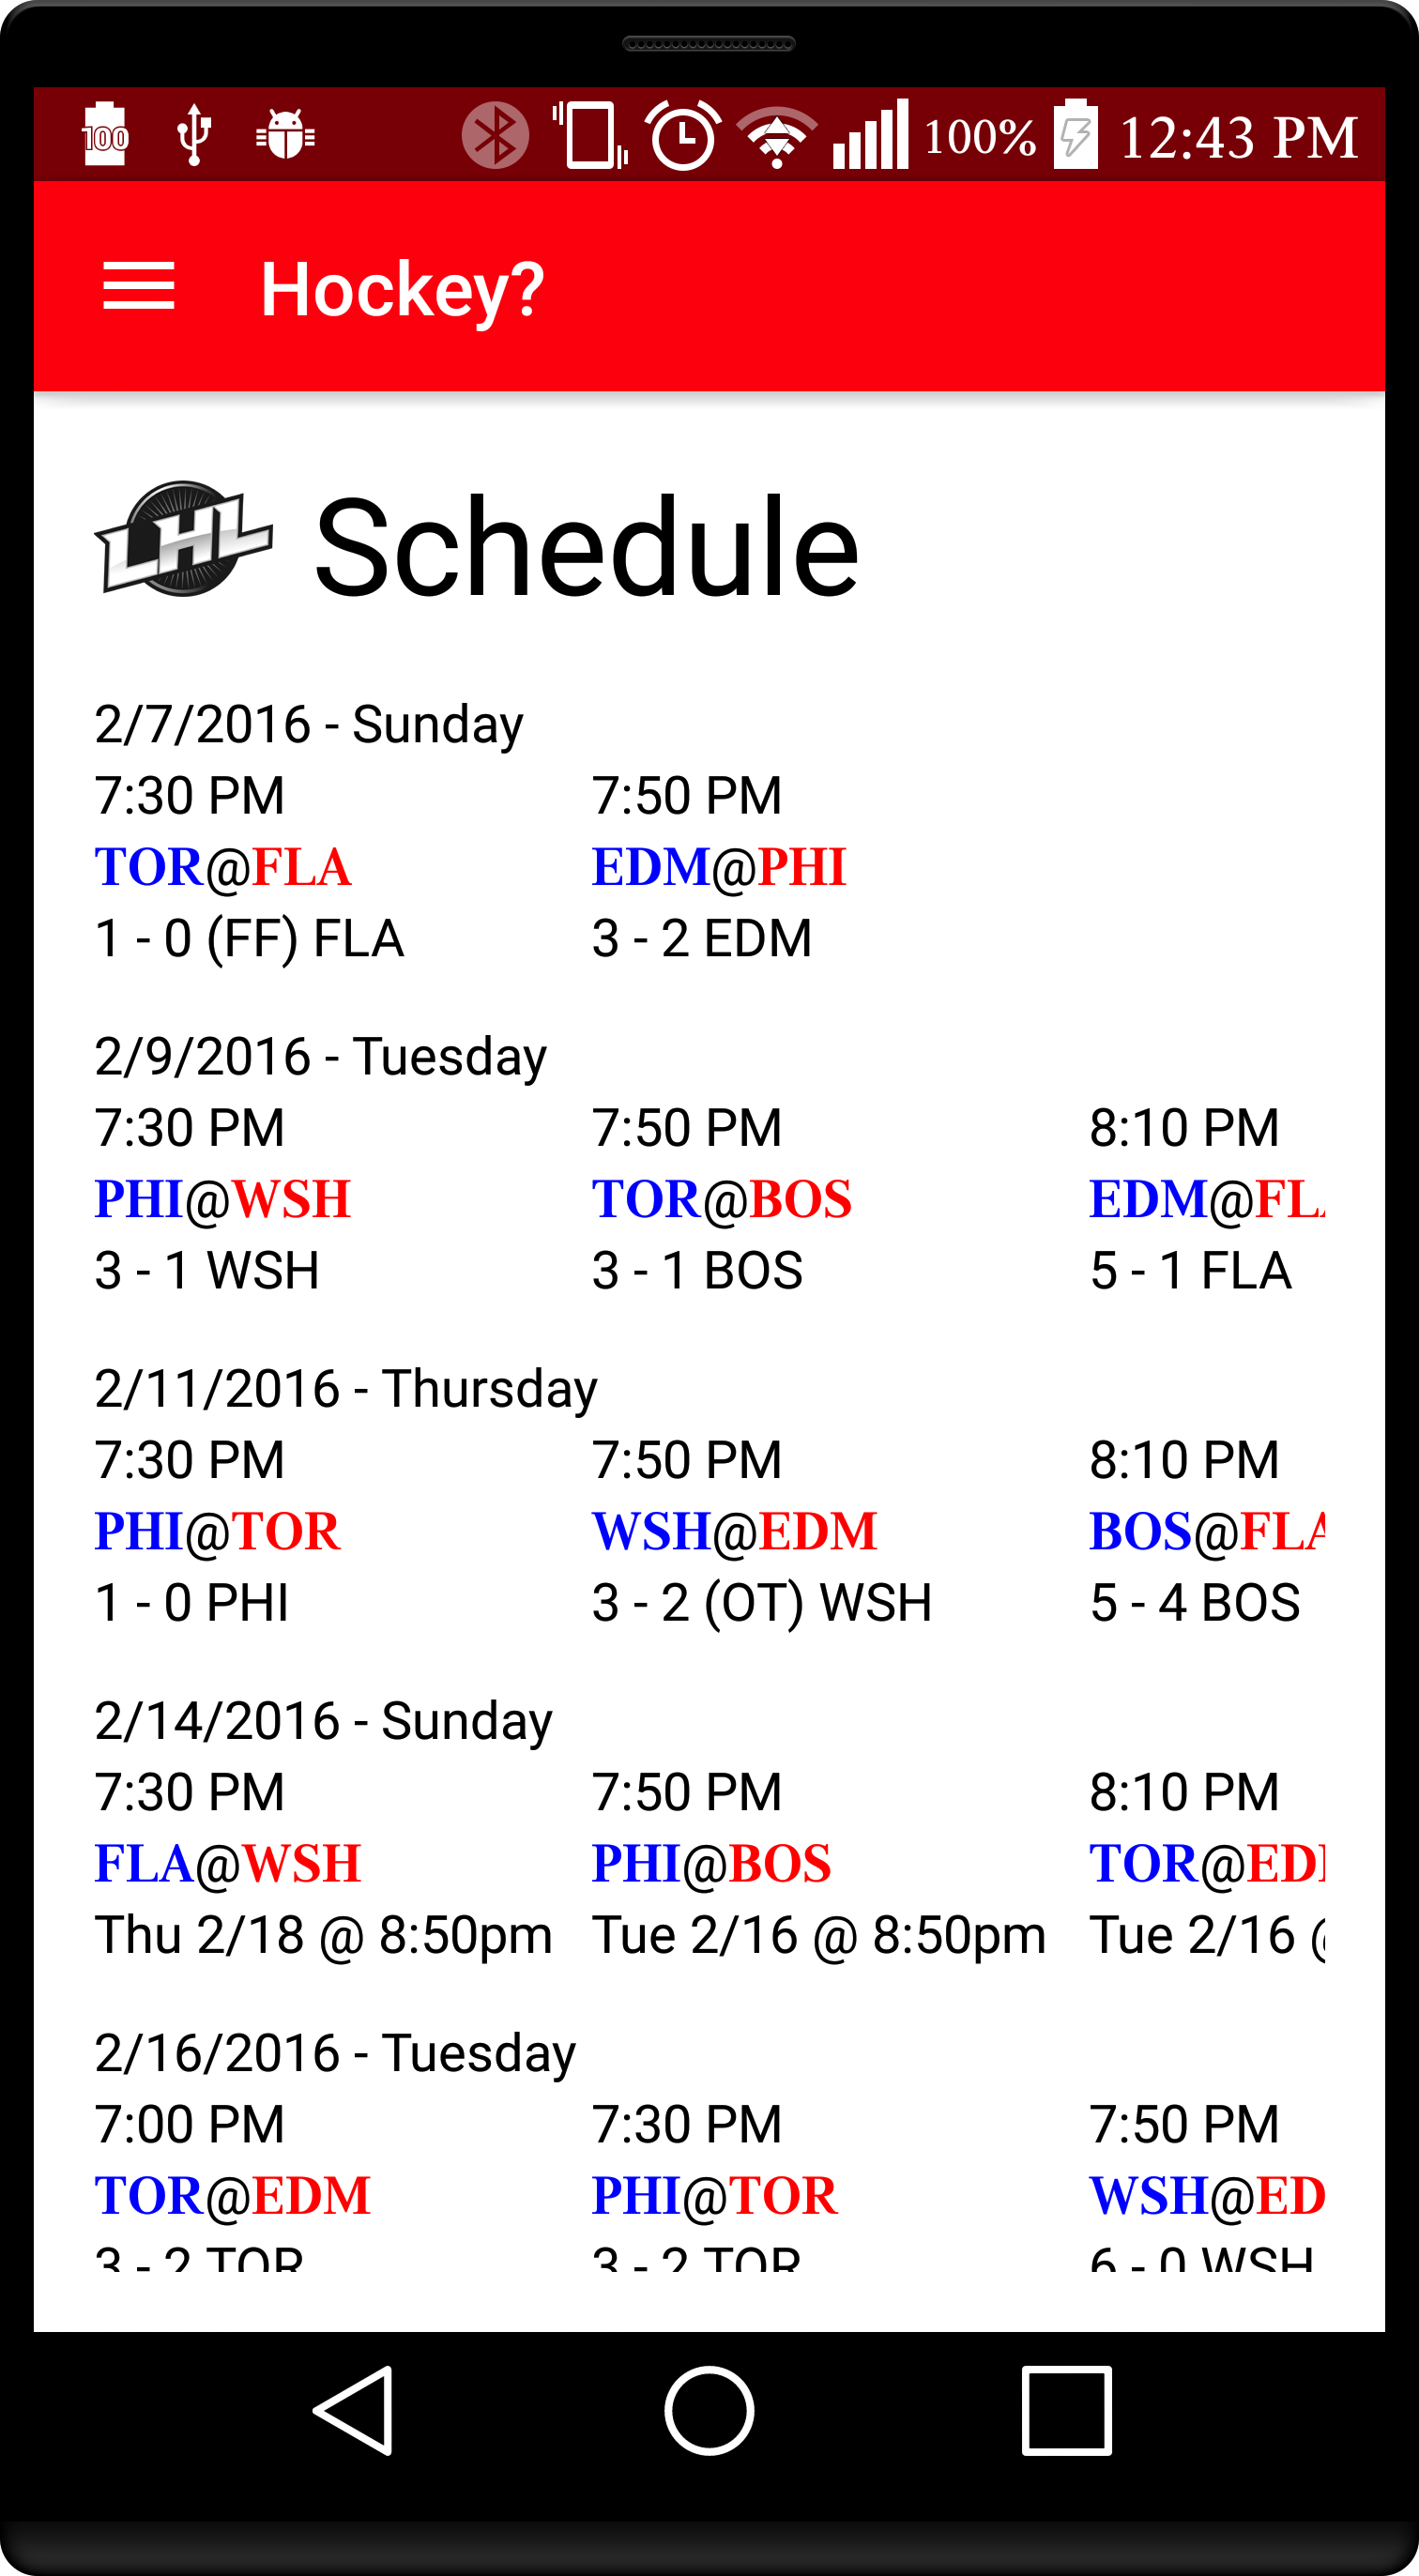 100 100% 12:43 PM
Hockey?
LHL Schedule
2/7/2016 - Sunday
7:30 PM 7:50 PM
TOR@FLA EDM@PHI
1 - 0 (FF) FLA 3 - 2 EDM
2/9/2016 - Tuesday
7:30 PM 7:50 PM 8:10 PM
PHI@WSH TOR@BOS EDM@FL
3 - 1 WSH 3 - 1 BOS 5 - 1 FLA
2/11/2016 - Thursday
7:30 PM 7:50 PM 8:10 PM
PHI@TOR WSH@EDM BOS@FLA
1 - 0 PHI 3 - 2 (OT) WSH 5 - 4 BOS
2/14/2016 - Sunday
7:30 PM 7:50 PM 8:10 PM
FLA@WSH PHI@BOS TOR@ED
Thu 2/18 @ 8:50pm Tue 2/16 @ 8:50pm Tue 2/16 @
2/16/2016 - Tuesday
7:00 PM 7:30 PM 7:50 PM
TOR@EDM PHI@TOR WSH@ED
3 - 2 TOR 3 - 2 TOR 6 - 0 WSH